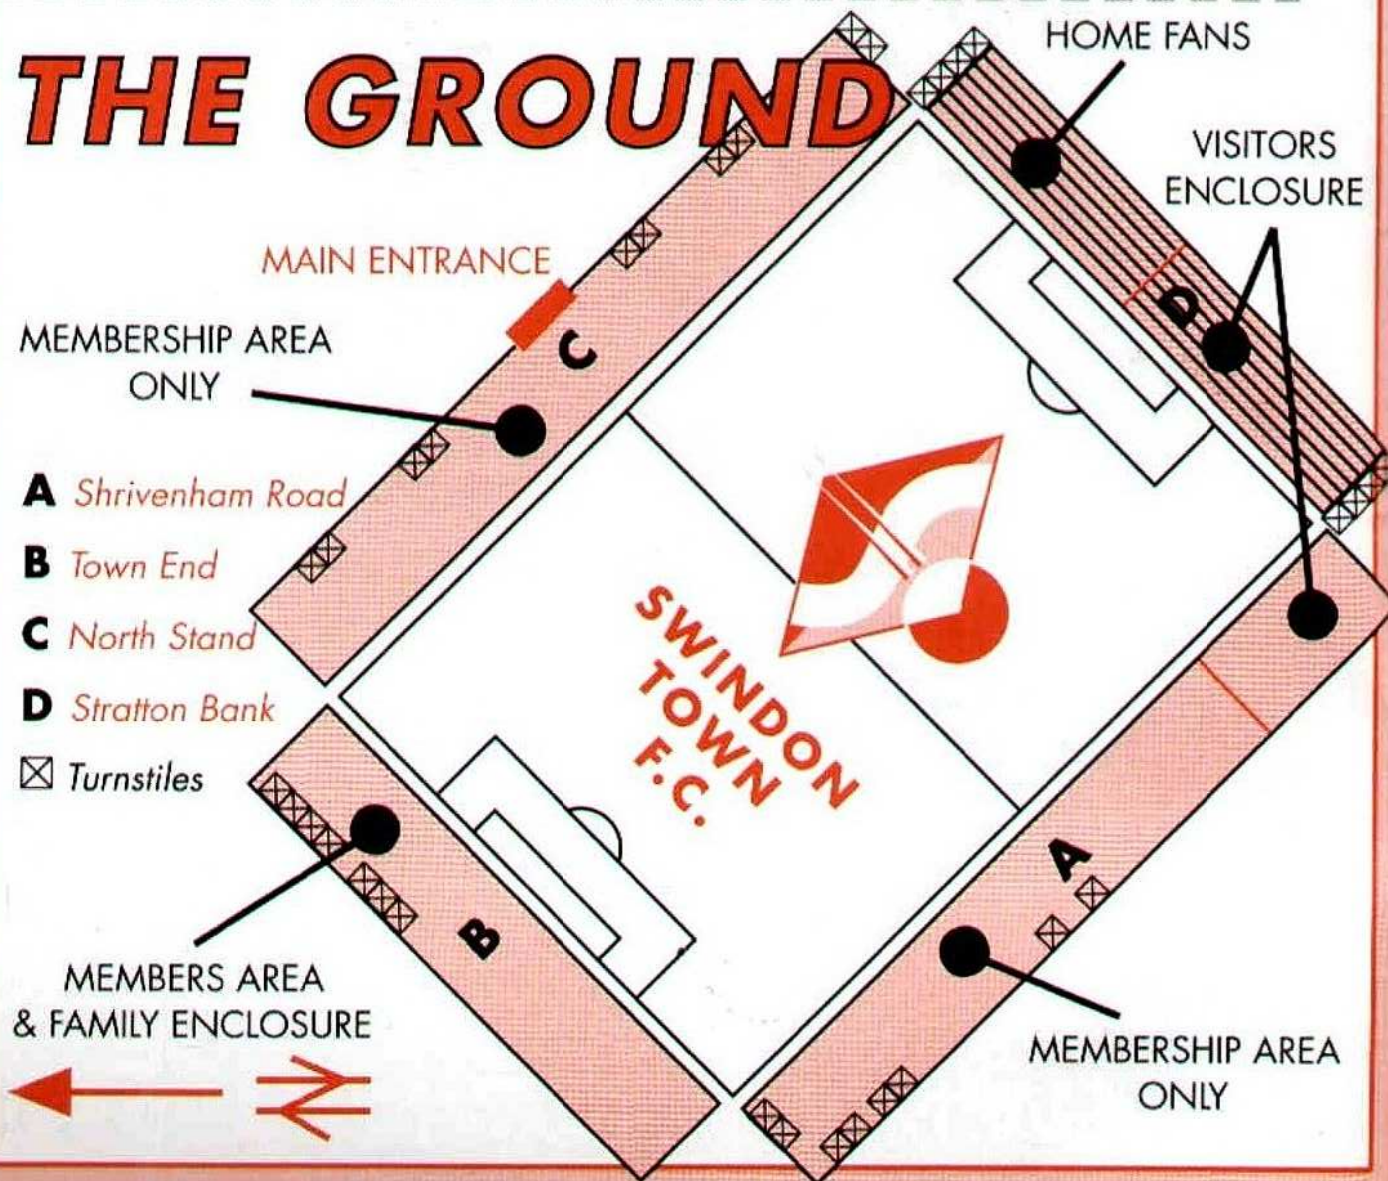 THE GROUND
HOME FANS
VISITORS
ENCLOSURE
MAIN ENTRANCE
MEMBERSHIP AREA
ONLY
C
D
A Shrivenham Road
B Town End
C North Stand
D Stratton Bank
Turnstiles
SWINDON
TOWN
F.C.
A
B
MEMBERS AREA
& FAMILY ENCLOSURE
MEMBERSHIP AREA
ONLY